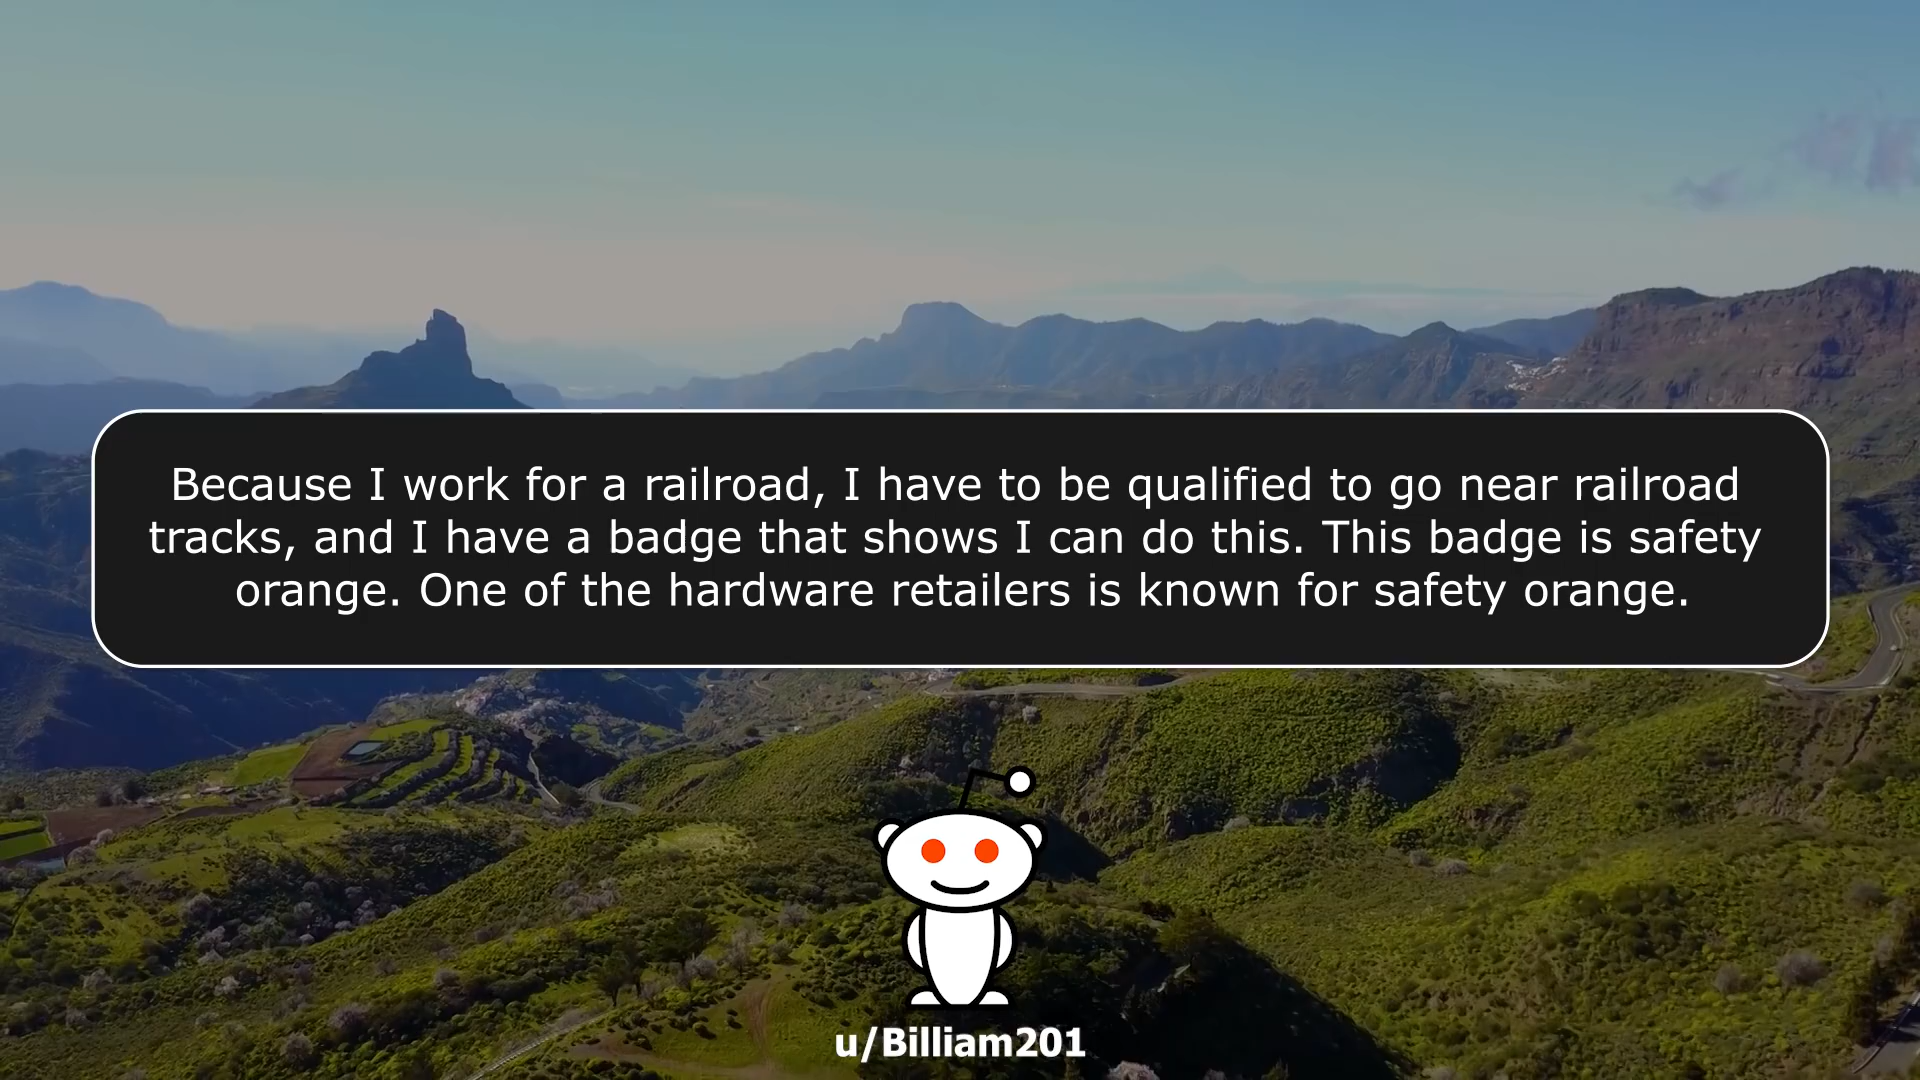 Because I work for a railroad, I have to be qualified to go near railroad
tracks, and I have a badge that shows I can do this. This badge is safety
orange. One of the hardware retailers is known for safety orange.
u/Billiam201